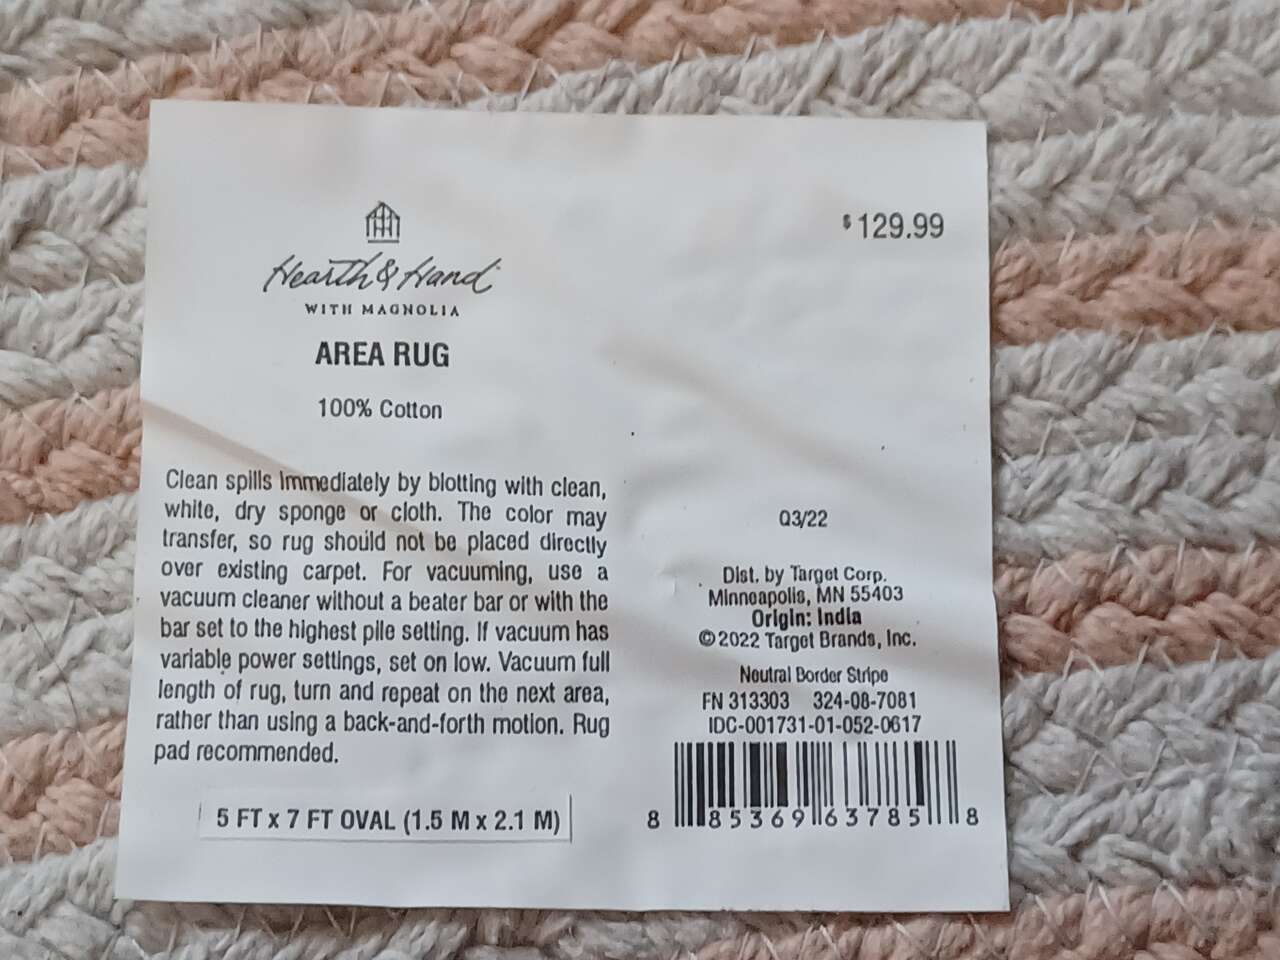 Hearth & Hand
WITH MAGNOLIA
AREA RUG
100% Cotton
Clean spills immediately by blotting with clean,
white, dry sponge or cloth. The color may
transfer, so rug should not be placed directly
over existing carpet. For vacuuming, use a
vacuum cleaner without a beater bar or with the
bar set to the highest pile setting. If vacuum has
variable power settings, set on low. Vacuum full
length of rug, turn and repeat on the next area,
rather than using a back-and-forth motion. Rug
pad recommended.
5 FT x 7 FT OVAL (1.5 M x 2.1 M)
$129.99
Q3/22
Dist. by Target Corp.
Minneapolis, MN 55403
Origin: India
©2022 Target Brands, Inc.
Neutral Border Stripe
FN 313303 324-08-7081
IDC-001731-01-052-0617
8 85369 63785 8